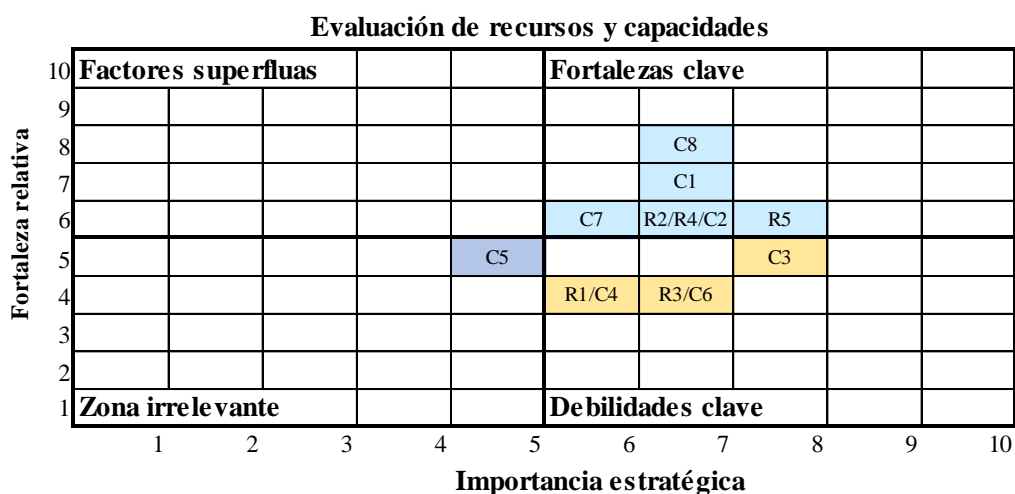 Evaluación de recursos y capacidades
10 Factores superfluas Fortalezas clave
9
8 C8
7 C1
6 C7 R2/R4/C2 R5
5 C5 C3
4 R1/C4 R3/C6
3
2
1 Zona irrelevante Debilidades clave
1 2 3 4 5 6 7 8 9 10
Importancia estratégica
Fortaleza relativa